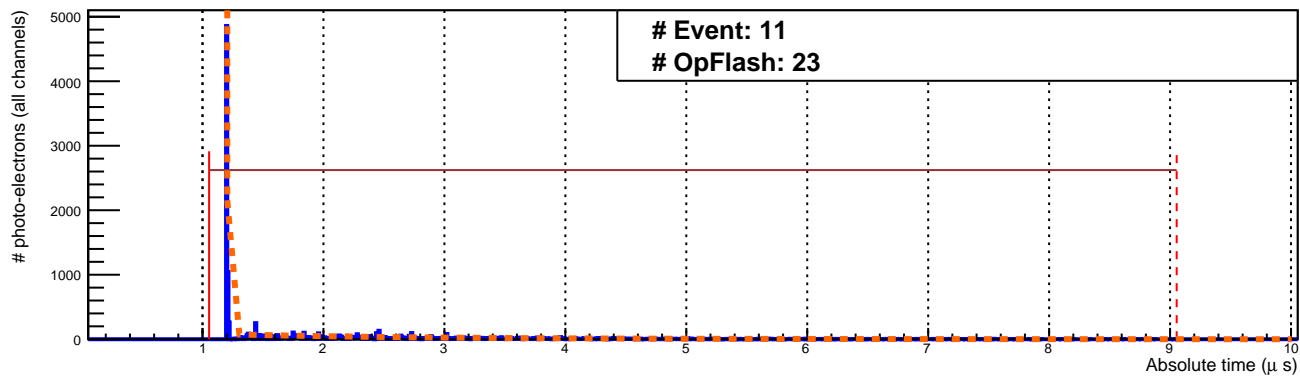 # Event: 11
# OpFlash: 23
# photo-electrons (all channels)
5000
4000
3000
2000
1000
0
1 2 3 4 5 6 7 8 9 10
Absolute time (μ s)